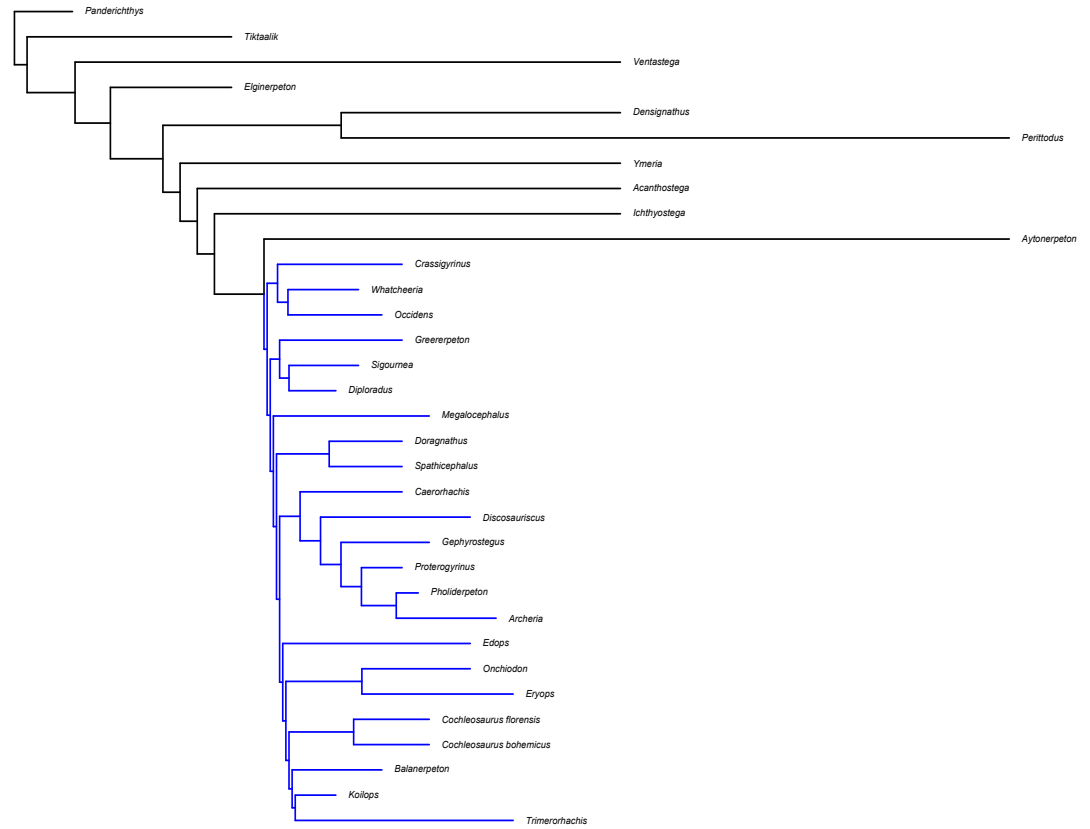 Panderichthys
Tiktaalik
Ventastega
Elginerpeton
Densignathus
Perittodus
Ymeria
Acanthostega
Ichthyostega
Aytonerpeton
Crassigyrinus
Whatcheeria
Occidens
Greererpeton
Sigournea
Diploradus
Megalocephalus
Doragnathus
Spathicephalus
Caerorhachis
Discosauriscus
Gephyrostegus
Proterogyrinus
Pholiderpeton
Archeria
Edops
Onchiodon
Eryops
Cochleosaurus florensis
Cochleosaurus bohemicus
Balanerpeton
Koilops
Trimerorhachis